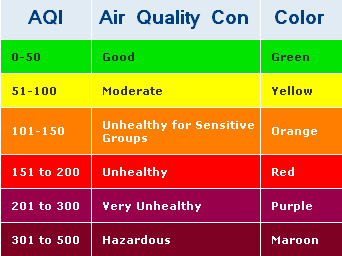 AQI Air Quality Con Color
0-50 Good Green
51-100 Moderate Yellow
101-150 Unhealthy for Sensitive Groups Orange
151 to 200 Unhealthy Red
201 to 300 Very Unhealthy Purple
301 to 500 Hazardous Maroon